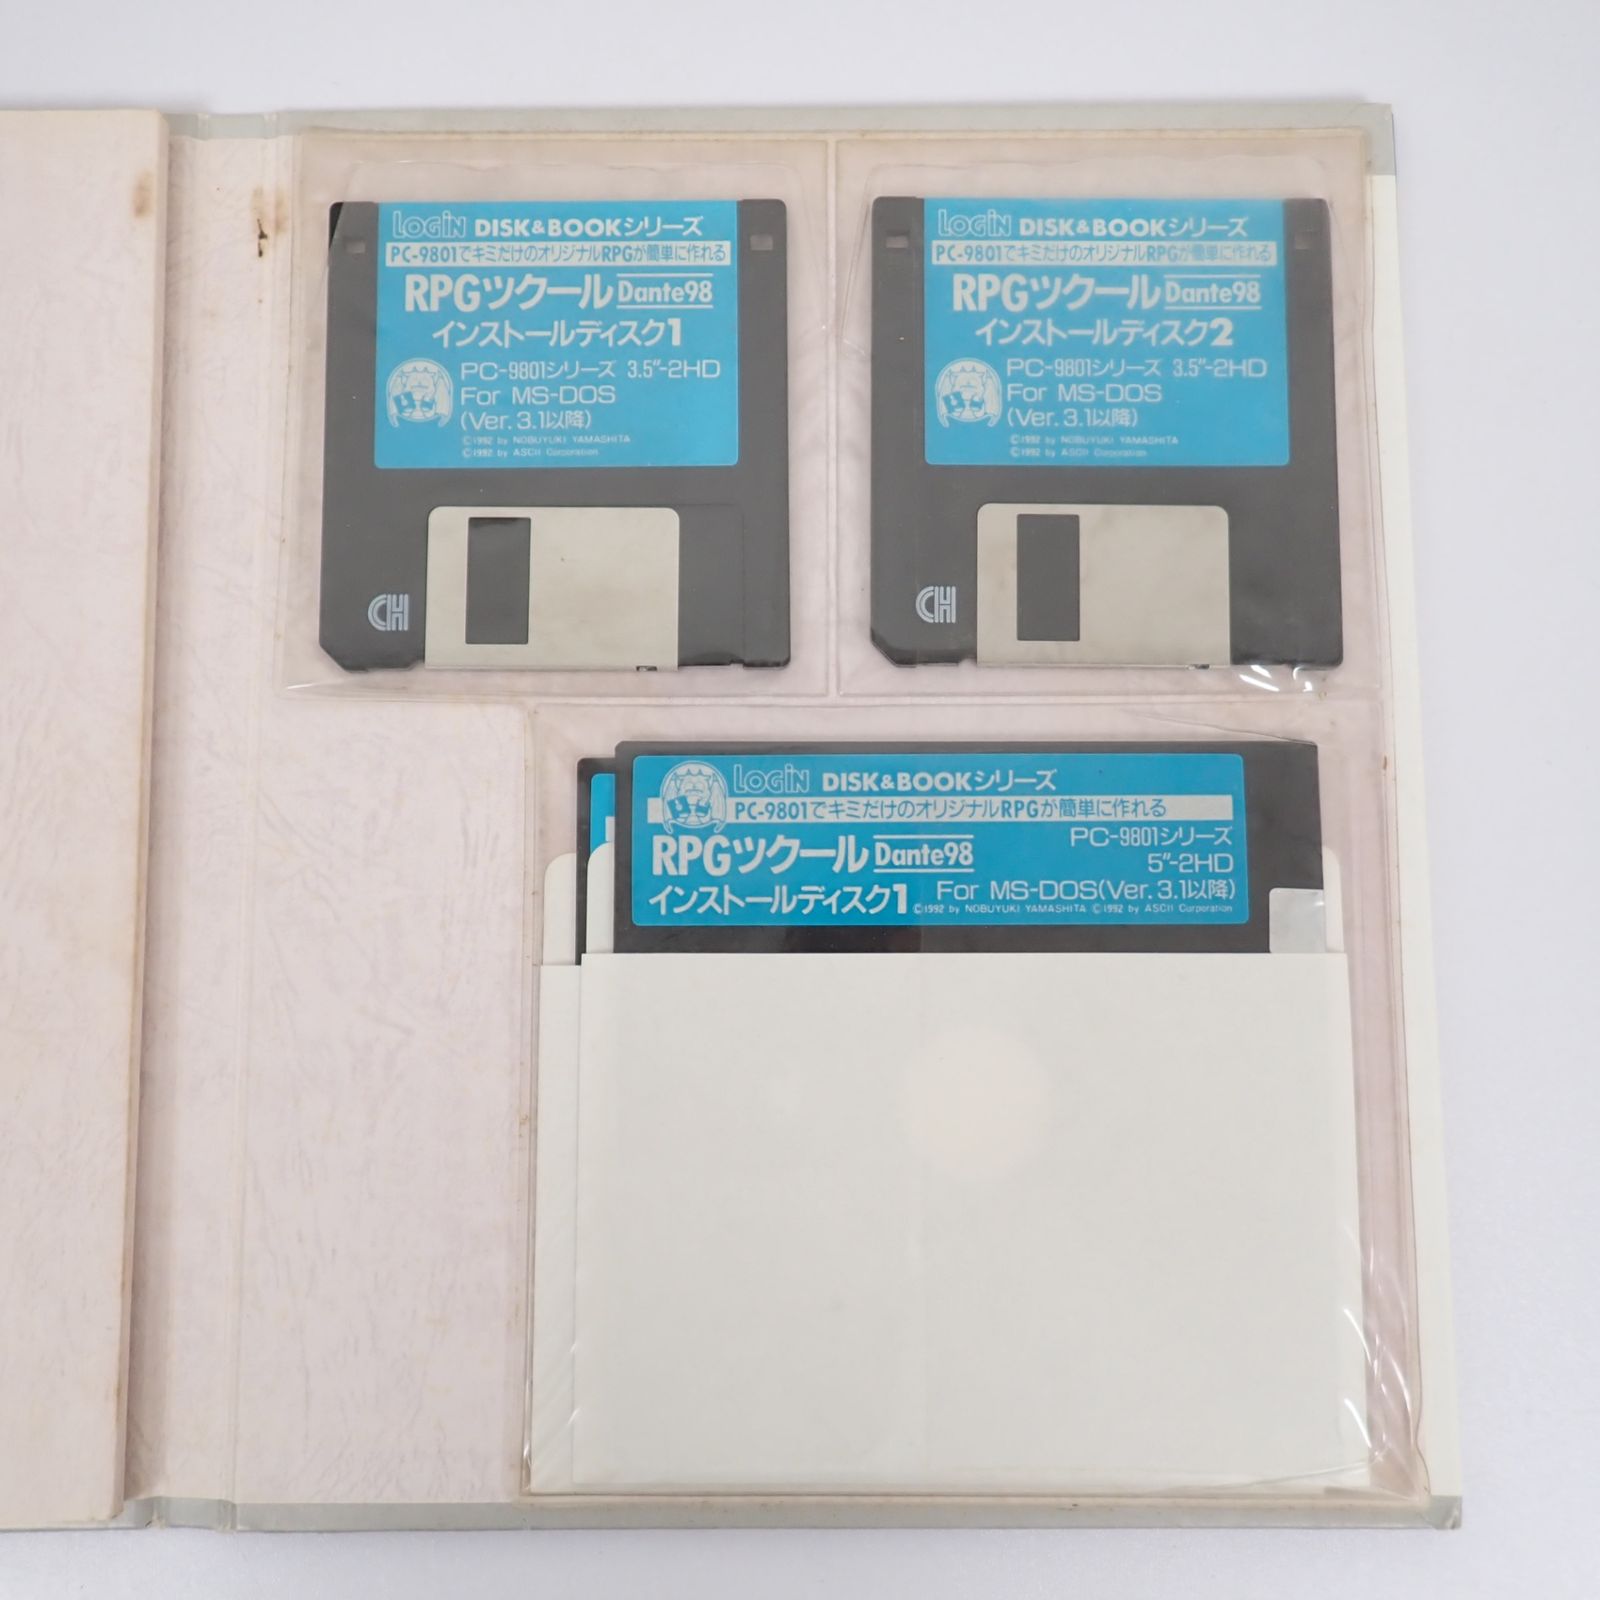 LOGiN DISK&BOOKシリーズ
PC-9801でキミだけのオリジナルRPGが簡単に作れる
RPGツクール Dante98
インストールディスク1
PC-9801シリーズ 3.5"-2HD
For MS-DOS
(Ver. 3.1以降)
©1992 by NOBUYUKI YAMASHITA
©1992 by ASCII Corporation
CH
LOGiN DISK&BOOKシリーズ
PC-9801でキミだけのオリジナルRPGが簡単に作れる
RPGツクール Dante98
インストールディスク2
PC-9801シリーズ 3.5"-2HD
For MS-DOS
(Ver. 3.1以降)
©1992 by NOBUYUKI YAMASHITA
©1992 by ASCII Corporation
CH
LOGiN DISK&BOOKシリーズ
PC-9801でキミだけのオリジナルRPGが簡単に作れる
RPGツクール Dante98
PC-9801シリーズ
5"-2HD
インストールディスク1 For MS-DOS(Ver. 3.1以降)
©1992 by NOBUYUKI YAMASHITA ©1992 by ASCII Corporation